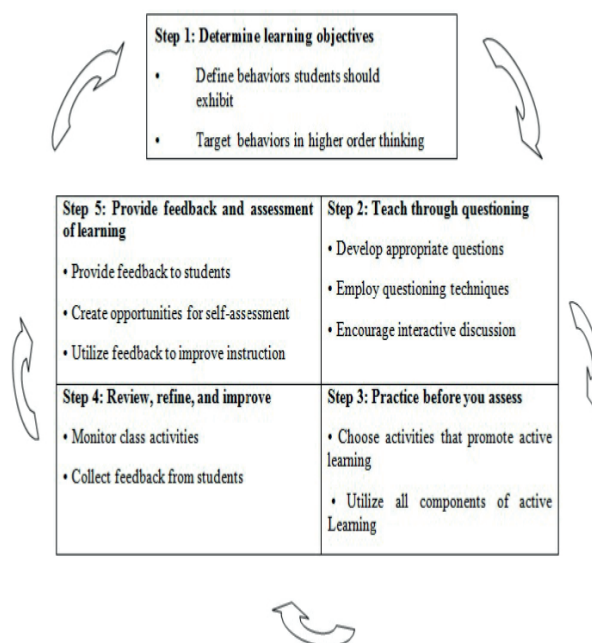 Step 1: Determine learning objectives
• Define behaviors students should
exhibit
• Target behaviors in higher order thinking
Step 5: Provide feedback and assessment
of learning
• Provide feedback to students
• Create opportunities for self-assessment
• Utilize feedback to improve instruction
Step 2: Teach through questioning
• Develop appropriate questions
• Employ questioning techniques
• Encourage interactive discussion
Step 4: Review, refine, and improve
• Monitor class activities
• Collect feedback from students
Step 3: Practice before you assess
• Choose activities that promote active
learning
• Utilize all components of active
Learning